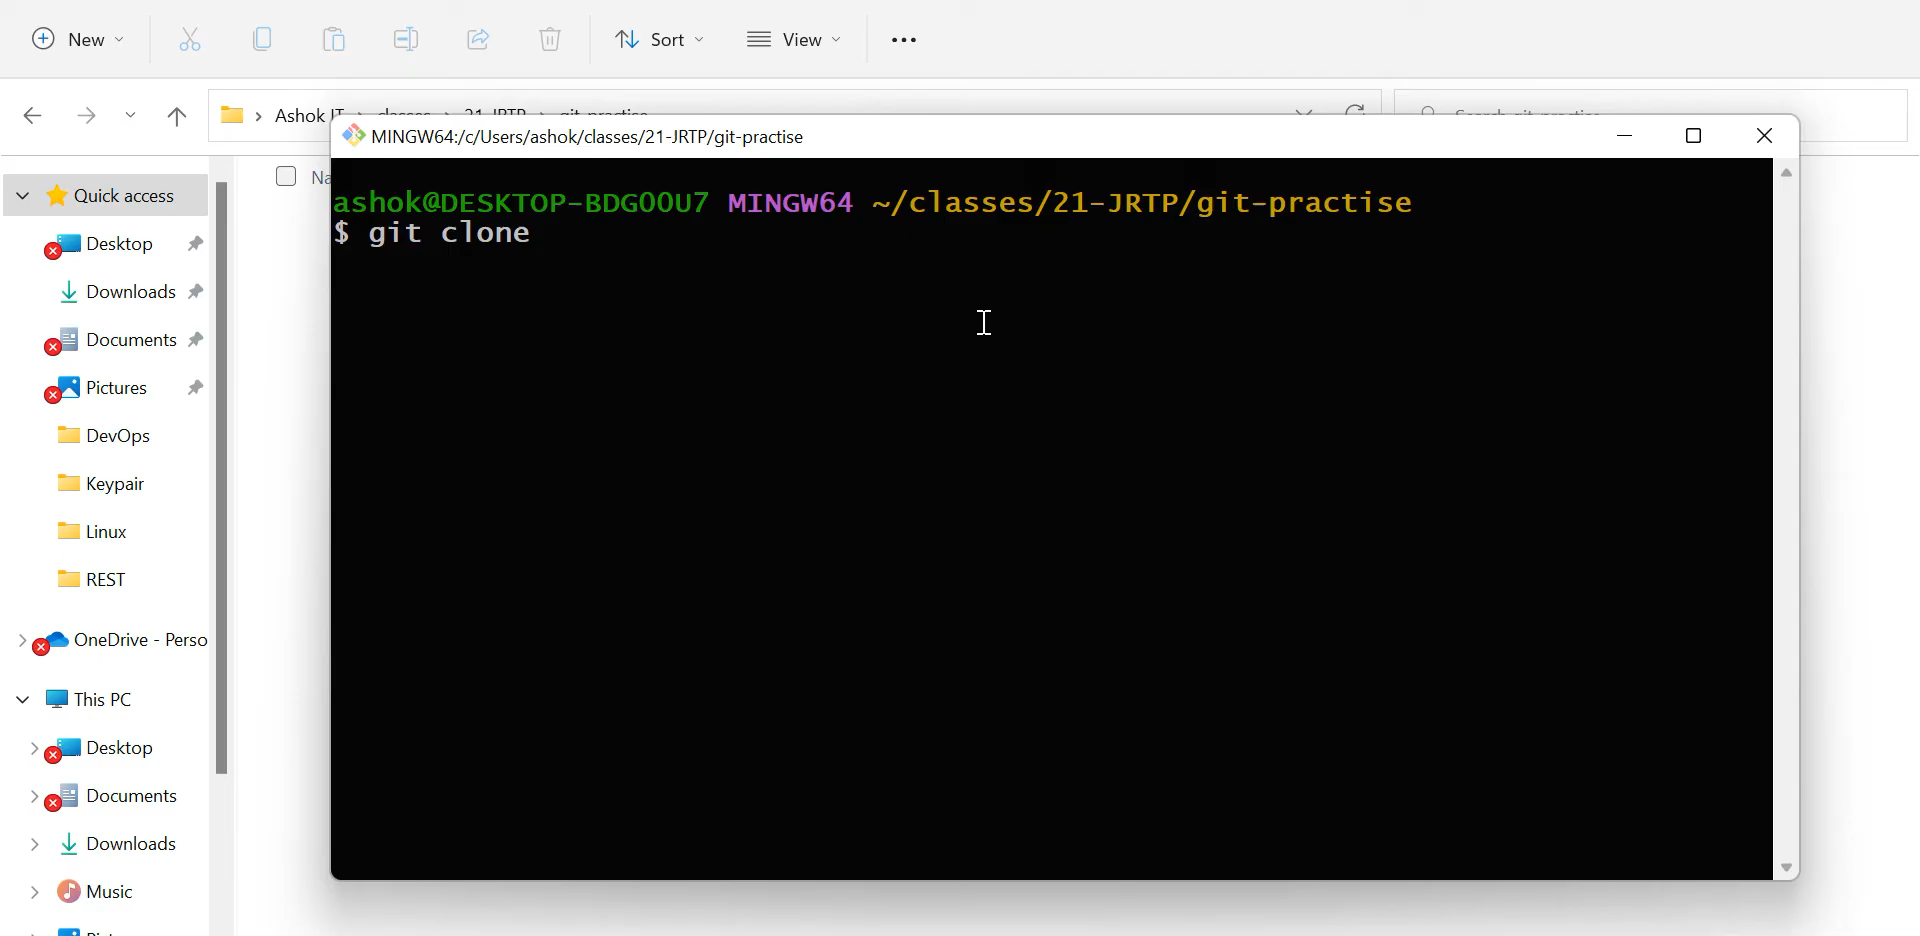 New
Sort
View
Ashok IT
MINGW64:/c/Users/ashok/classes/21-JRTP/git-practise
Quick access
ashok@DESKTOP-BDGOOU7 MINGW64 ~/classes/21-JRTP/git-practise
$ git clone
Desktop
Downloads
Documents
Pictures
DevOps
Keypair
Linux
REST
OneDrive - Perso
This PC
Desktop
Documents
Downloads
Music